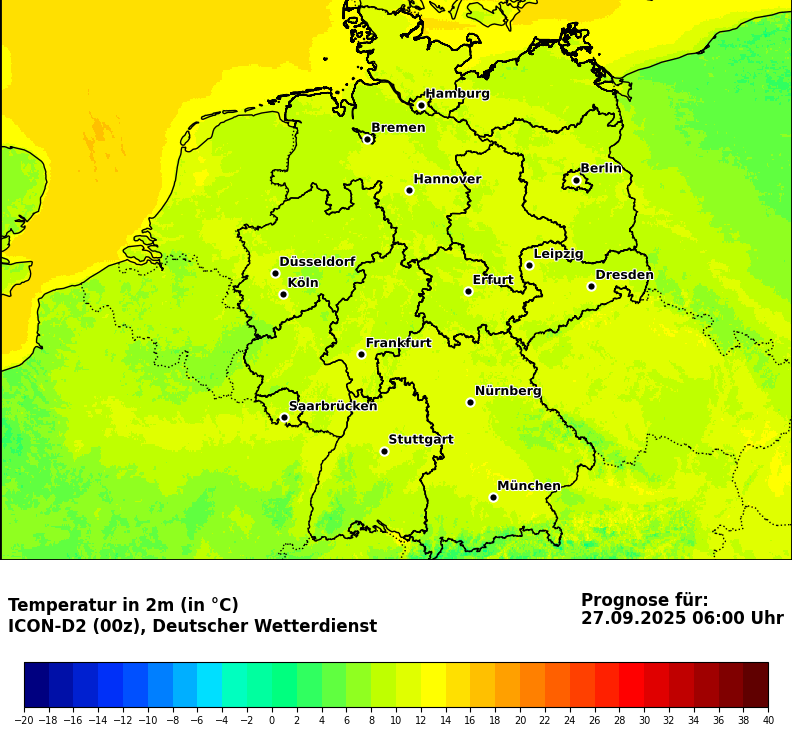 Hamburg
Bremen
Berlin
Hannover
Leipzig
Düsseldorf
Dresden
Köln
Erfurt
Frankfurt
Nürnberg
Saarbrücken
Stuttgart
München
Temperatur in 2m (in °C)
ICON-D2 (00z), Deutscher Wetterdienst
Prognose für:
27.09.2025 06:00 Uhr
−20 −18 −16 −14 −12 −10 −8 −6 −4 −2 0 2 4 6 8 10 12 14 16 18 20 22 24 26 28 30 32 34 36 38 40